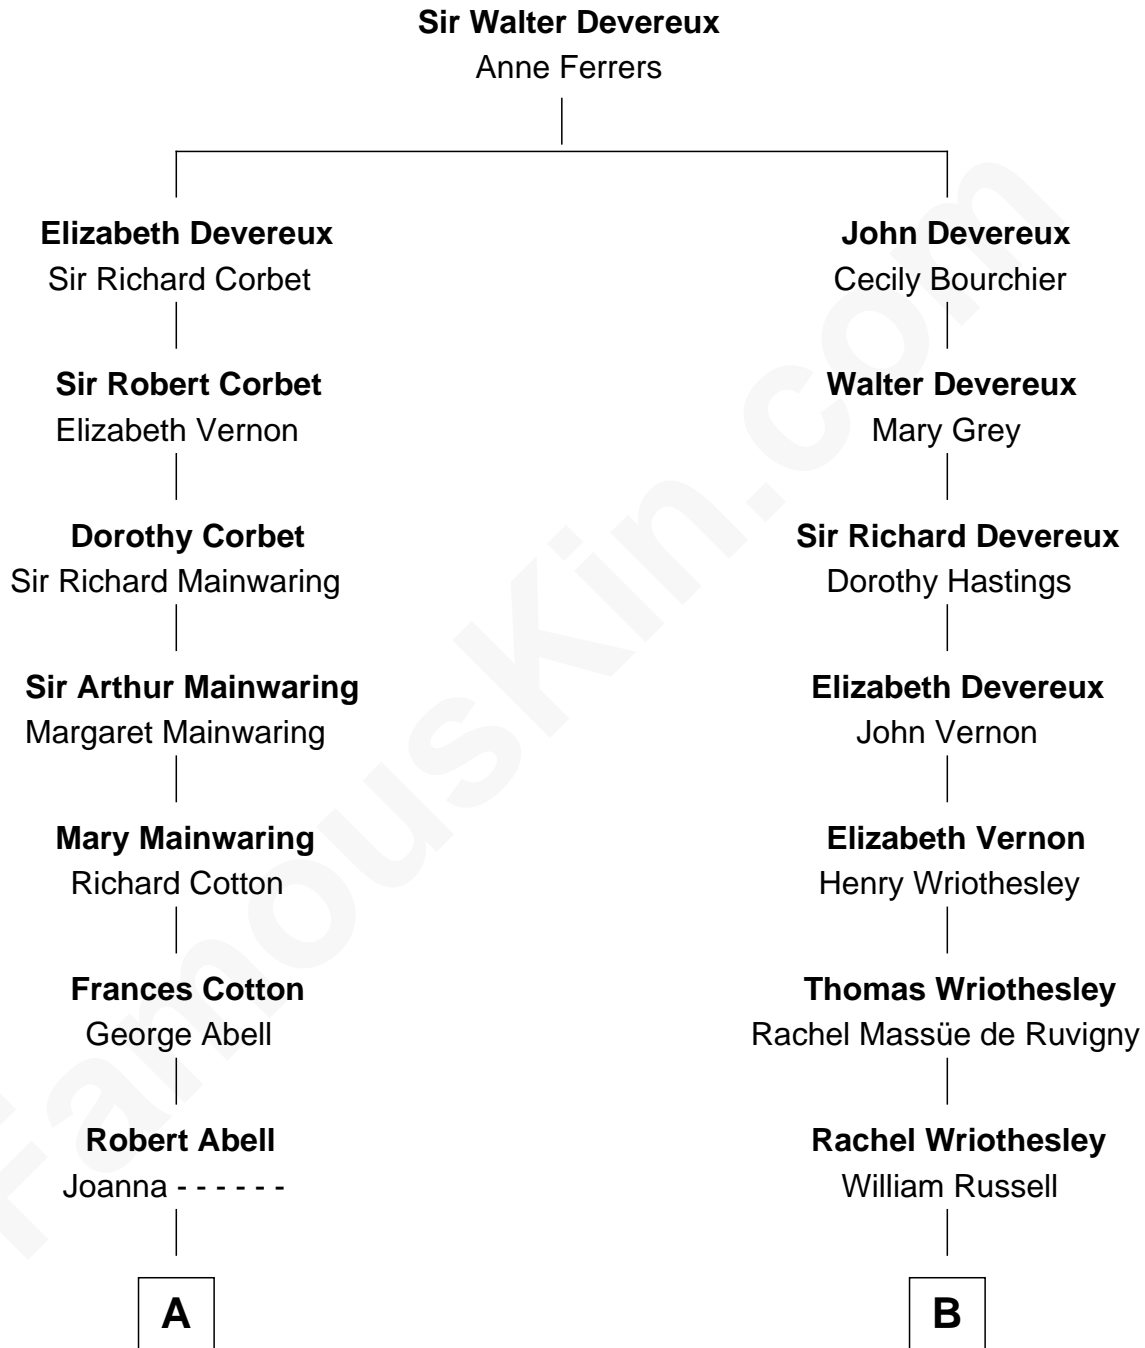 Sir Walter Devereux
Anne Ferrers
Elizabeth Devereux
Sir Richard Corbet
John Devereux
Cecily Bourchier
Sir Robert Corbet
Elizabeth Vernon
Walter Devereux
Mary Grey
Dorothy Corbet
Sir Richard Mainwaring
Sir Richard Devereux
Dorothy Hastings
Sir Arthur Mainwaring
Margaret Mainwaring
Elizabeth Devereux
John Vernon
Mary Mainwaring
Richard Cotton
Elizabeth Vernon
Henry Wriothesley
Frances Cotton
George Abell
Thomas Wriothesley
Rachel Massüe de Ruvigny
Robert Abell
Joanna - - - - - -
Rachel Wriothesley
William Russell
A
B
FamousKin.com